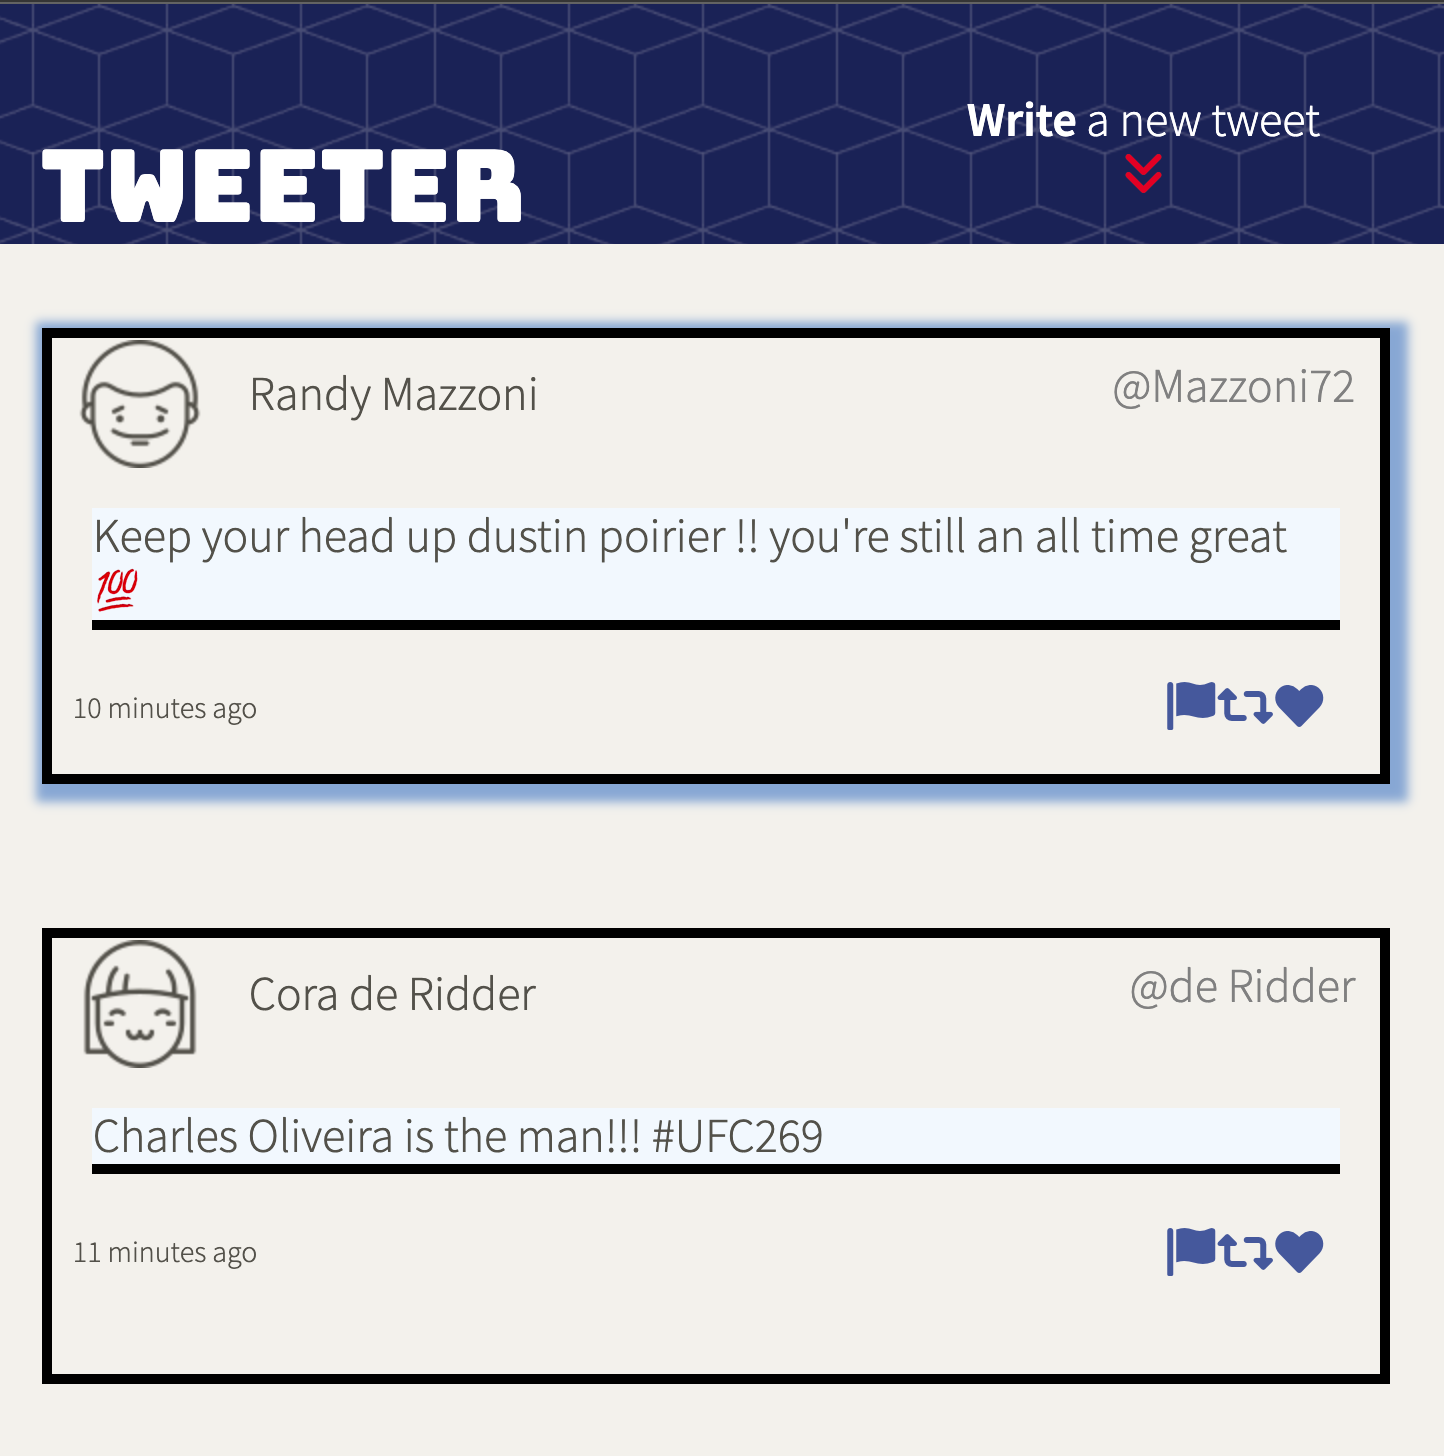 Write a new tweet
TWEETER
Randy Mazzoni
@Mazzoni72
Keep your head up dustin poirier !! you're still an all time great
💯
10 minutes ago
Cora de Ridder
@de Ridder
Charles Oliveira is the man!!! #UFC269
11 minutes ago